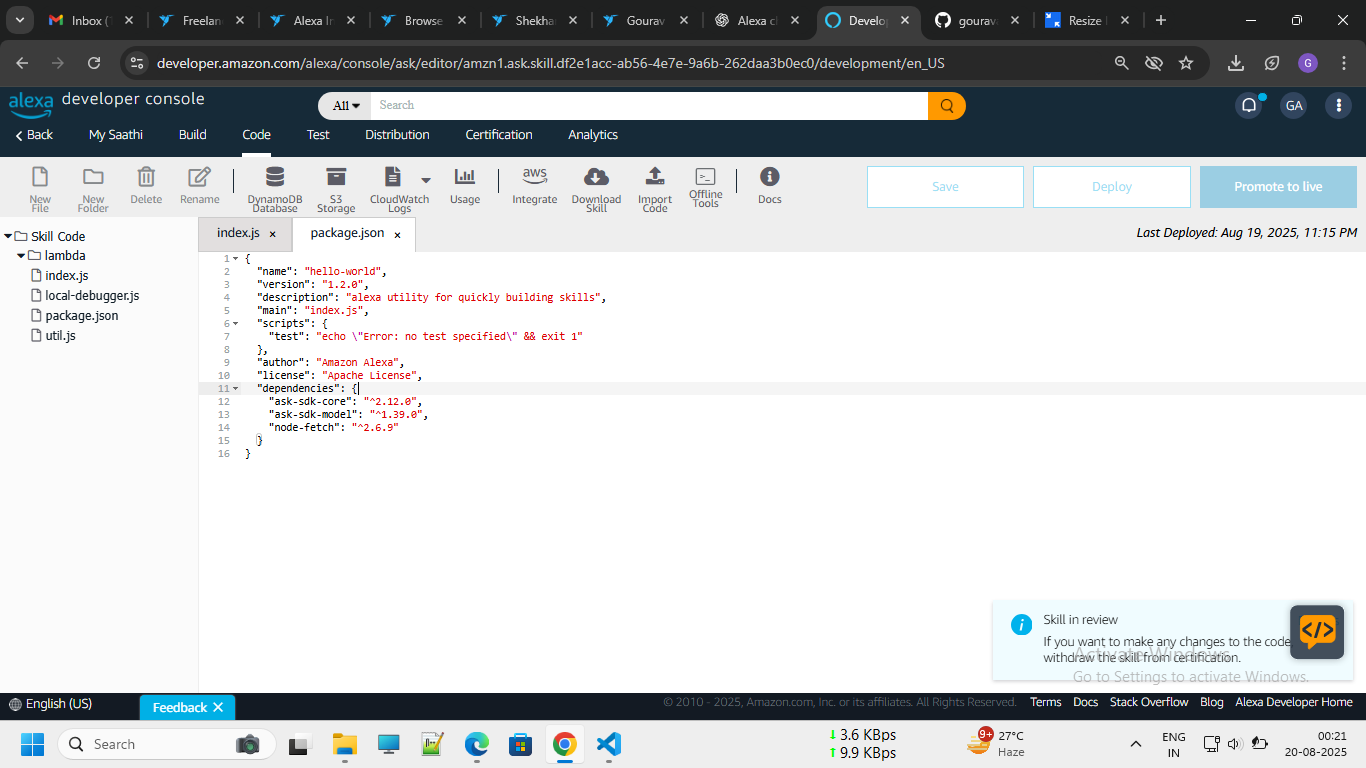 Inbox (
Freelan
Alexa I
Browse
Shekha
Gourav
Alexa c
Develo
gourav
Resize
developer.amazon.com/alexa/console/ask/editor/amzn1.ask.skill.df2e1acc-ab56-4e7e-9a6b-262daa3b0ec0/development/en_US
G
alexa developer console
All
Search
GA
Back
My Saathi
Build
Code
Test
Distribution
Certification
Analytics
New File
New Folder
Delete
Rename
DynamoDB Database
S3 Storage
CloudWatch Logs
Usage
aws
Integrate
Download Skill
Import Code
Offline Tools
Docs
Save
Deploy
Promote to live
Skill Code
lambda
index.js
local-debugger.js
package.json
util.js
index.js ×
package.json ×
Last Deployed: Aug 19, 2025, 11:15 PM
1 {
2 "name": "hello-world",
3 "version": "1.2.0",
4 "description": "alexa utility for quickly building skills",
5 "main": "index.js",
6 "scripts": {
7 "test": "echo \"Error: no test specified\" && exit 1"
8 },
9 "author": "Amazon Alexa",
10 "license": "Apache License",
11 "dependencies": {
12 "ask-sdk-core": "^2.12.0",
13 "ask-sdk-model": "^1.39.0",
14 "node-fetch": "^2.6.9"
15 }
16 }
i
Skill in review
If you want to make any changes to the code
withdraw the skill from certification.
</>
Activate Windows
Go to Settings to activate Windows.
English (US)
Feedback
© 2010 - 2025, Amazon.com, Inc. or its affiliates. All Rights Reserved.
Terms
Docs
Stack Overflow
Blog
Alexa Developer Home
Search
3.6 KBps
9.9 KBps
9+
27°C
Haze
ENG
IN
00:21
20-08-2025